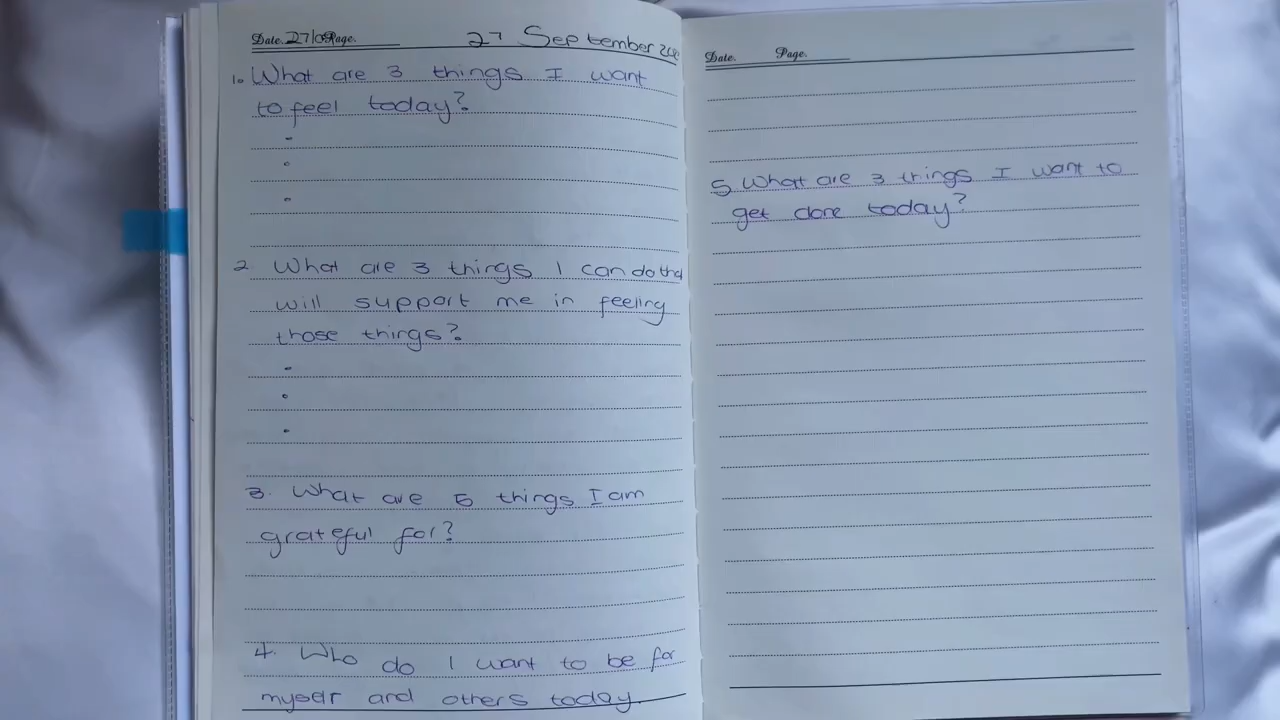 Date. 27/0 Page.
27 September
1. What are 3 things I want
to feel today?
2 What are 3 things I can do that
will support me in feeling
those things?
3. What are 5 things I am
grateful for?
4. Who do I want to be for
myself and others today.
Date. Page.
5 What are 3 things I want to
get done today?